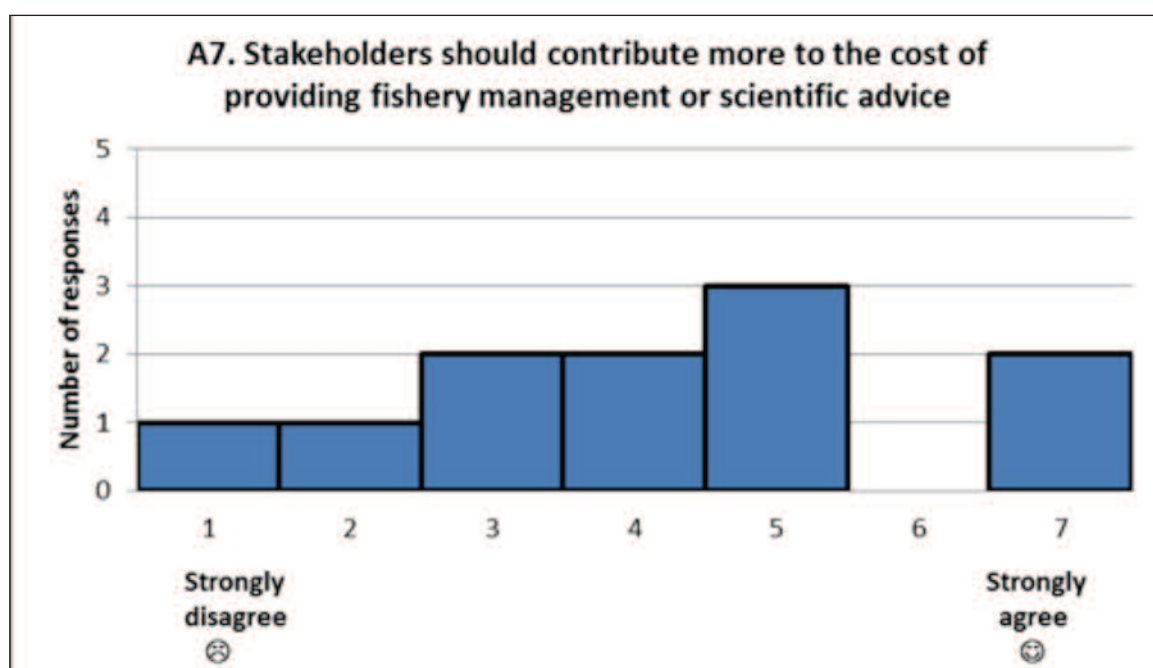 A7. Stakeholders should contribute more to the cost of
providing fishery management or scientific advice
Number of responses
5
4
3
2
1
0
1 2 3 4 5 6 7
Strongly disagree ☹
Strongly agree ☺